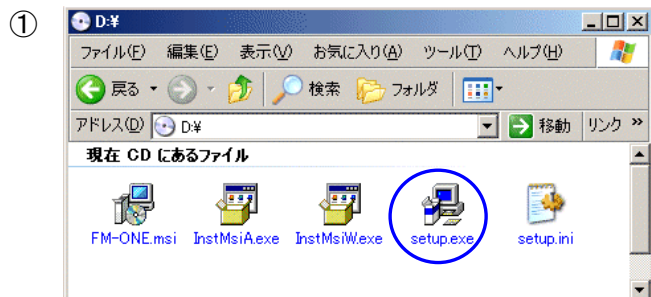 ①
D:¥
ファイル(F) 編集(E) 表示(V) お気に入り(A) ツール(T) ヘルプ(H)
戻る 検索 フォルダ
アドレス(D) D:¥ 移動 リンク »
現在 CD にあるファイル
FM-ONE.msi InstMsiA.exe InstMsiW.exe setup.exe setup.ini